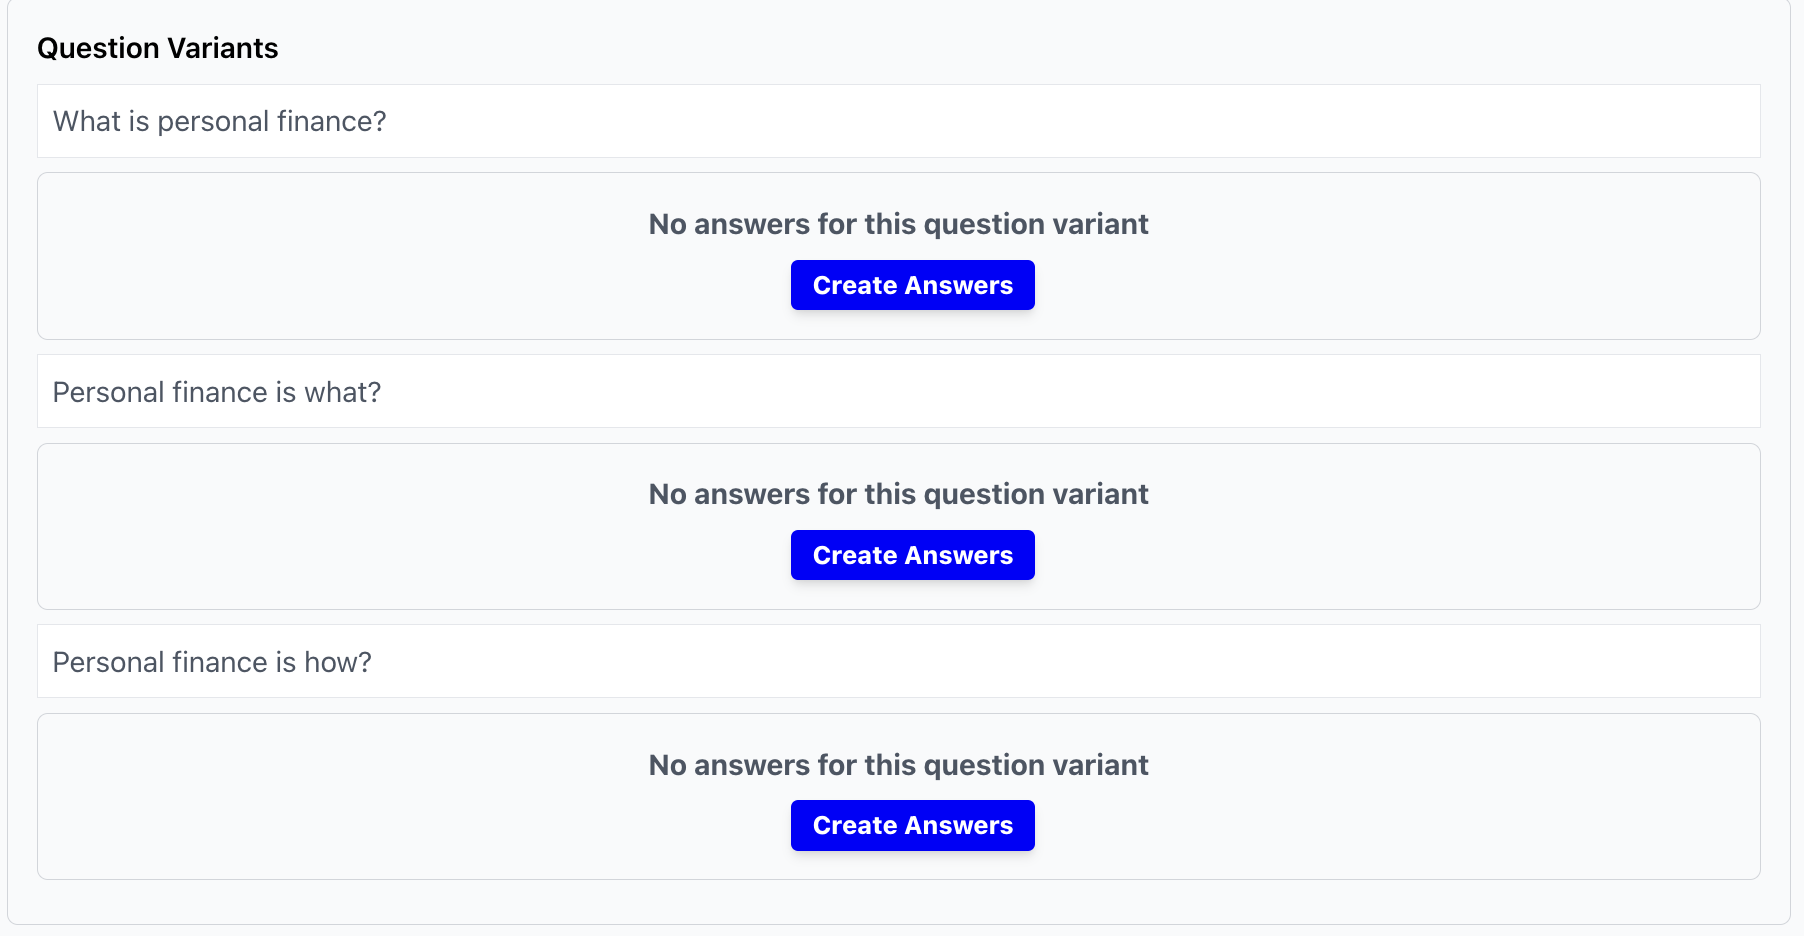 Question Variants
What is personal finance?
No answers for this question variant
Create Answers
Personal finance is what?
No answers for this question variant
Create Answers
Personal finance is how?
No answers for this question variant
Create Answers